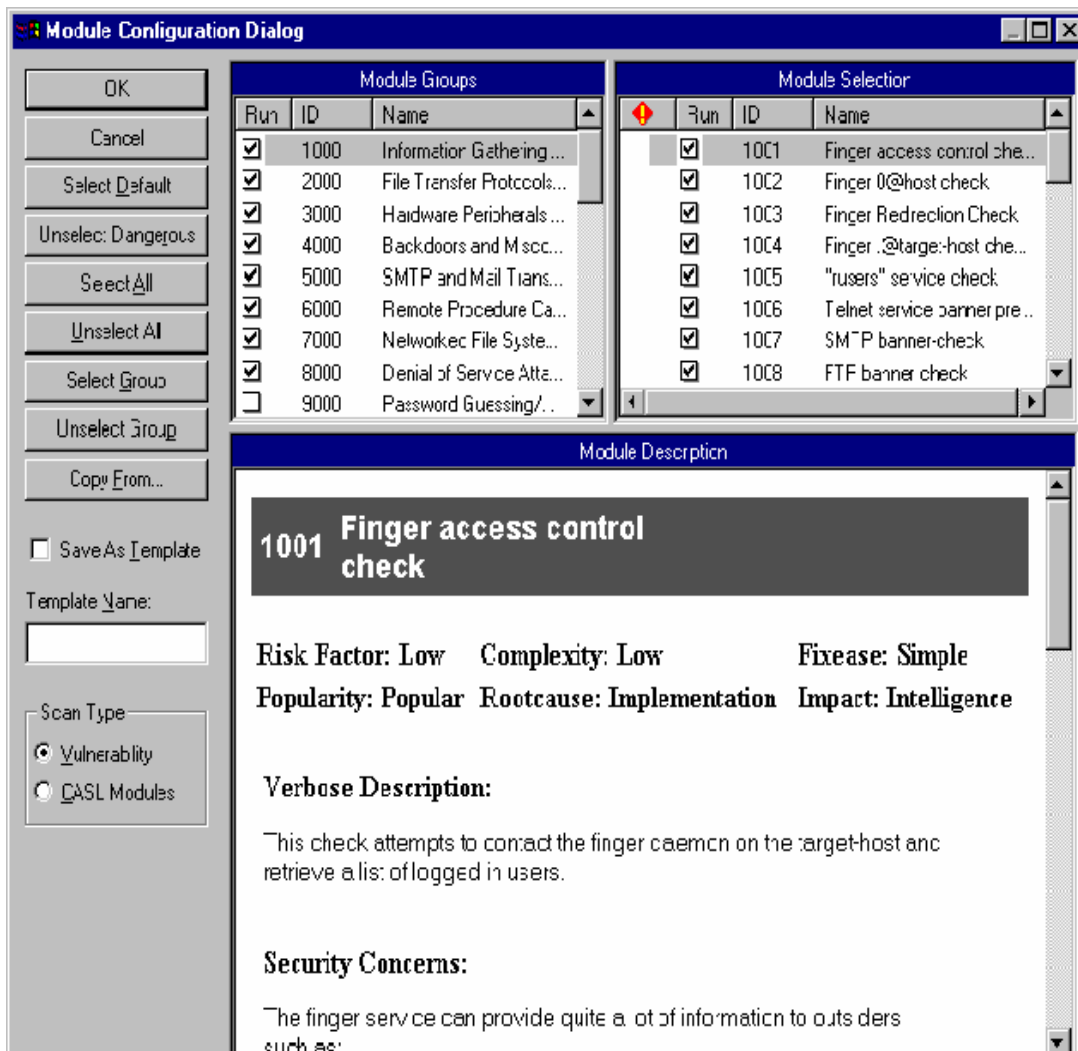 Module Configuration Dialog
OK
Cancel
Select Default
Unselect Dangerous
Select All
Unselect All
Select Group
Unselect Group
Copy From...
Save As Template
Template Name:
Scan Type
Vulnerability
CASL Modules
Module Groups
Run ID Name
1000 Information Gathering ...
2000 File Transfer Protocols...
3000 Hardware Peripherals ...
4000 Backdoors and Misco...
5000 SMTP and Mail Trans...
6000 Remote Procedure Ca...
7000 Networked File Syste...
8000 Denial of Service Atta...
9000 Password Guessing/...
Module Selection
Run ID Name
1001 Finger access control che...
1002 Finger 0@host check
1003 Finger Redirection Check
1004 Finger .@target-host che...
1005 "rusers" service check
1006 Telnet service banner pre...
1007 SMTP banner-check
1008 FTP banner check
Module Description
1001 Finger access control
check
Risk Factor: Low Complexity: Low Fixease: Simple
Popularity: Popular Rootcause: Implementation Impact: Intelligence
Verbose Description:
This check attempts to contact the finger daemon on the target-host and
retrieve a list of logged in users.
Security Concerns:
The finger service can provide quite a lot of information to outsiders
such as: